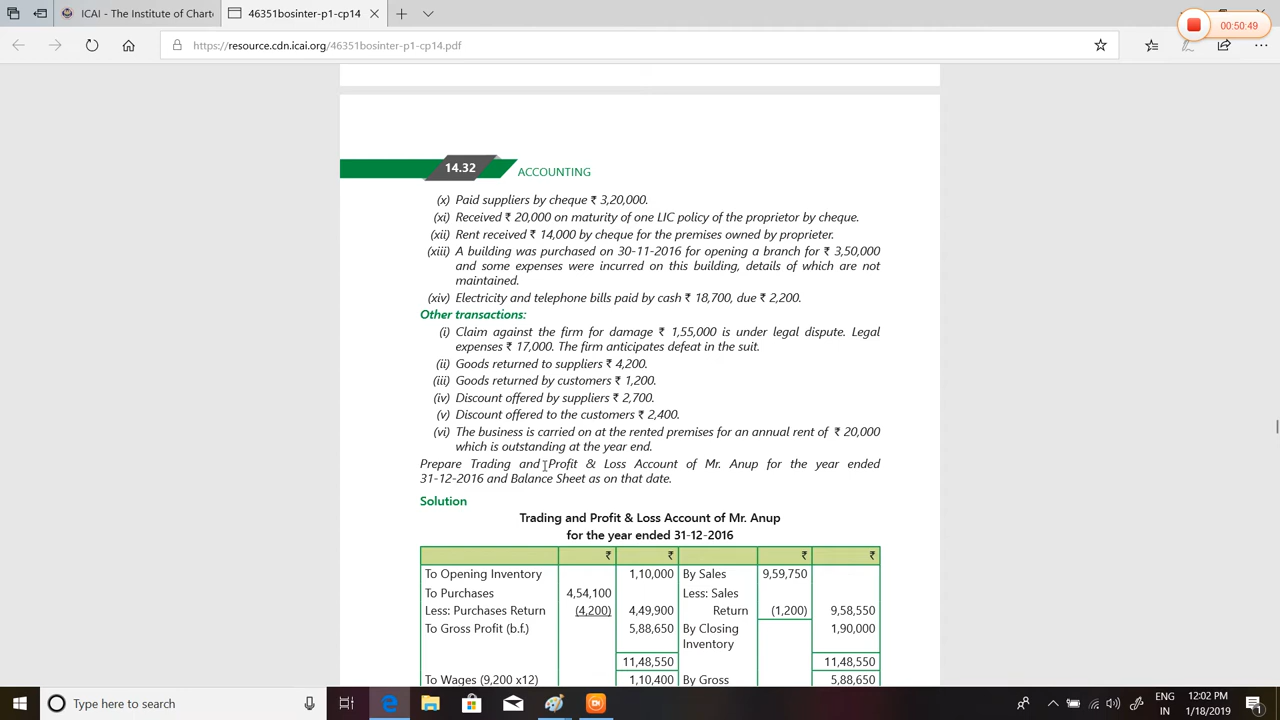 ICAI - The Institute of Chart
46351bosinter-p1-cp14
00:50:49
https://resource.cdn.icai.org/46351bosinter-p1-cp14.pdf
14.32
ACCOUNTING
(x) Paid suppliers by cheque ₹ 3,20,000.
(xi) Received ₹ 20,000 on maturity of one LIC policy of the proprietor by cheque.
(xii) Rent received ₹ 14,000 by cheque for the premises owned by proprieter.
(xiii) A building was purchased on 30-11-2016 for opening a branch for ₹ 3,50,000
and some expenses were incurred on this building, details of which are not
maintained.
(xiv) Electricity and telephone bills paid by cash ₹ 18,700, due ₹ 2,200.
Other transactions:
(i) Claim against the firm for damage ₹ 1,55,000 is under legal dispute. Legal
expenses ₹ 17,000. The firm anticipates defeat in the suit.
(ii) Goods returned to suppliers ₹ 4,200.
(iii) Goods returned by customers ₹ 1,200.
(iv) Discount offered by suppliers ₹ 2,700.
(v) Discount offered to the customers ₹ 2,400.
(vi) The business is carried on at the rented premises for an annual rent of ₹ 20,000
which is outstanding at the year end.
Prepare Trading and Profit & Loss Account of Mr. Anup for the year ended
31-12-2016 and Balance Sheet as on that date.
Solution
Trading and Profit & Loss Account of Mr. Anup
for the year ended 31-12-2016
₹ ₹ ₹ ₹
To Opening Inventory 1,10,000 By Sales 9,59,750
To Purchases 4,54,100 Less: Sales
Less: Purchases Return (4,200) 4,49,900 Return (1,200) 9,58,550
To Gross Profit (b.f.) 5,88,650 By Closing 1,90,000
Inventory
11,48,550 11,48,550
To Wages (9,200 x12) 1,10,400 By Gross 5,88,650
Type here to search
ENG
IN
12:02 PM
1/18/2019
1